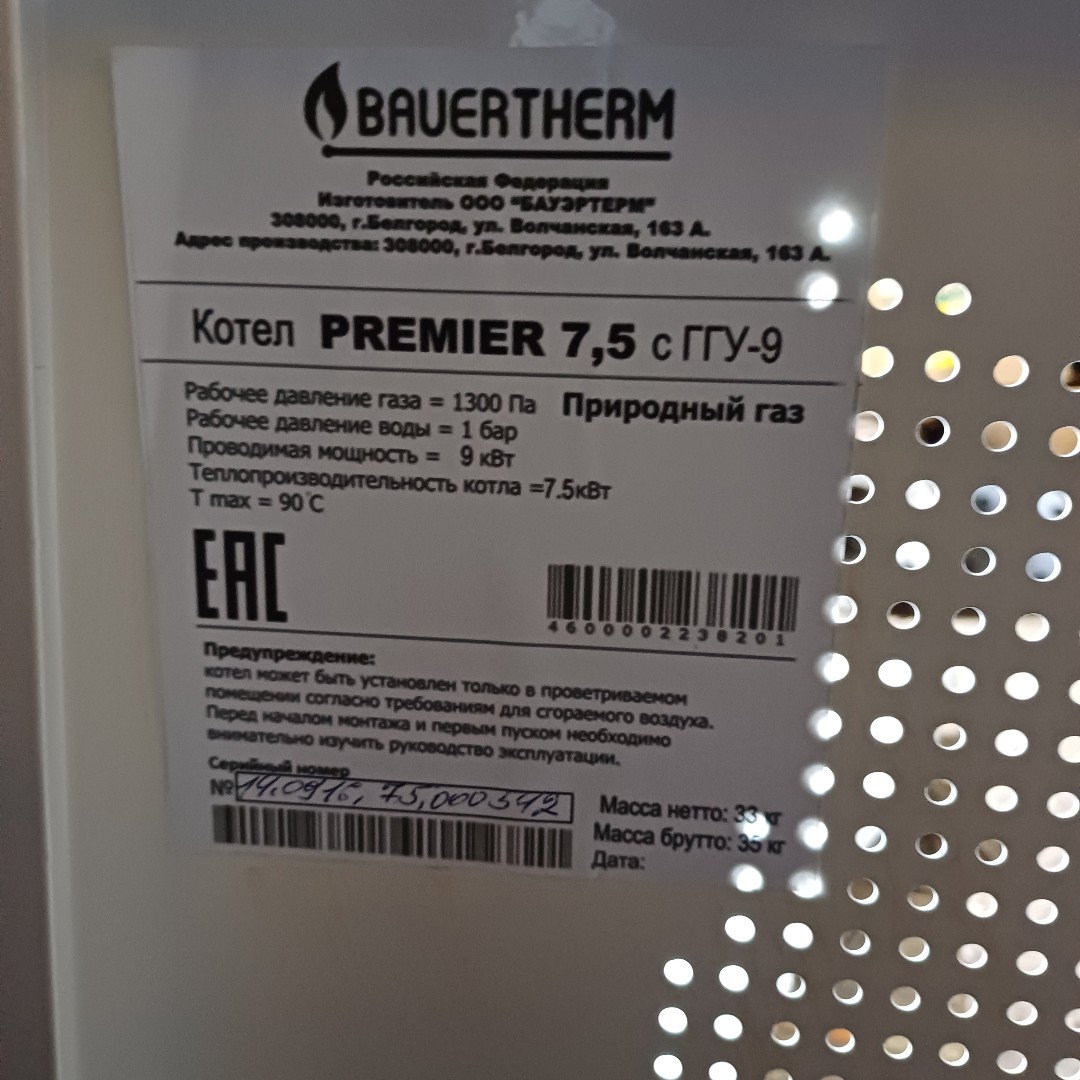 BAUERTHERM
Российская Федерация
Изготовитель ООО "БАУЭРТЕРМ"
308000, г.Белгород, ул. Волчанская, 163 А.
Адрес производства: 308000, г.Белгород, ул. Волчанская, 163 А.
Котел PREMIER 7,5 с ГГУ-9
Рабочее давление газа = 1300 Па Природный газ
Рабочее давление воды = 1 бар
Проводимая мощность = 9 кВт
Теплопроизводительность котла =7.5кВт
T max = 90°C
EAC
4600002238201
Предупреждение:
котел может быть установлен только в проветриваемом
помещении согласно требованиям для сгораемого воздуха.
Перед началом монтажа и первым пуском необходимо
внимательно изучить руководство эксплуатации.
Серийный номер
№ 14.0916, 75,000542
Масса нетто: 33 кг
Масса брутто: 35 кг
Дата: